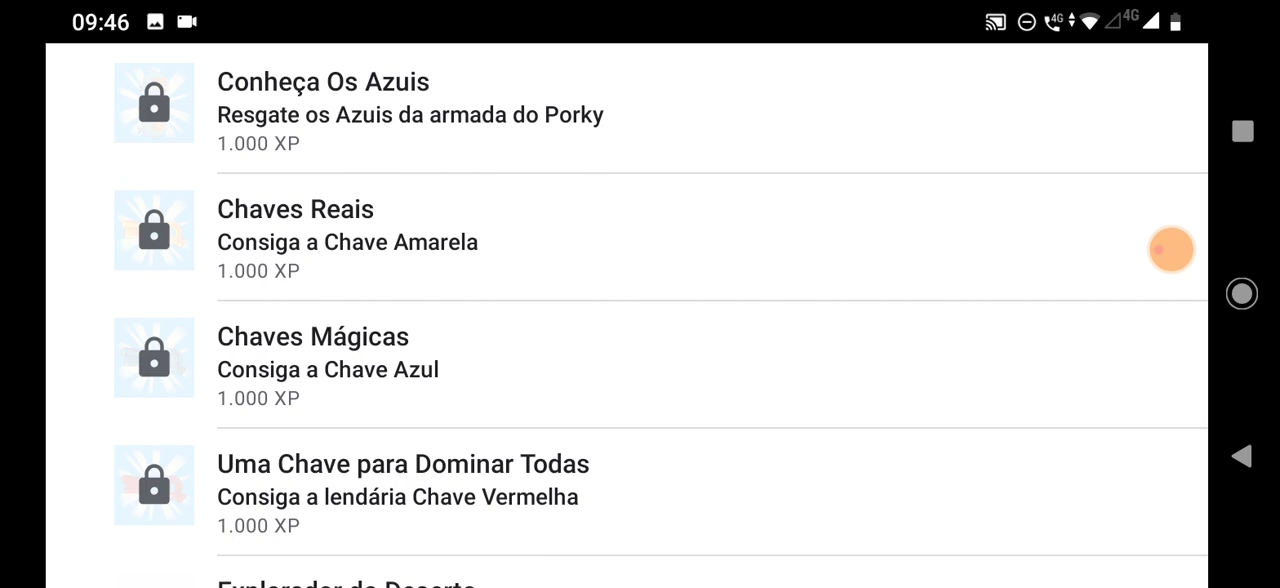 09:46
4G
4G
Conheça Os Azuis
Resgate os Azuis da armada do Porky
1.000 XP
Chaves Reais
Consiga a Chave Amarela
1.000 XP
Chaves Mágicas
Consiga a Chave Azul
1.000 XP
Uma Chave para Dominar Todas
Consiga a lendária Chave Vermelha
1.000 XP
Explorador do Deserto